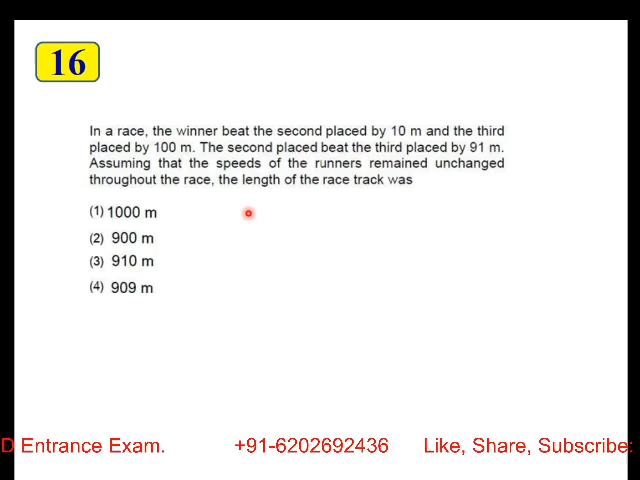 16
In a race, the winner beat the second placed by 10 m and the third
placed by 100 m. The second placed beat the third placed by 91 m.
Assuming that the speeds of the runners remained unchanged
throughout the race, the length of the race track was
(1) 1000 m
(2) 900 m
(3) 910 m
(4) 909 m
D Entrance Exam. +91-6202692436 Like, Share, Subscribe: